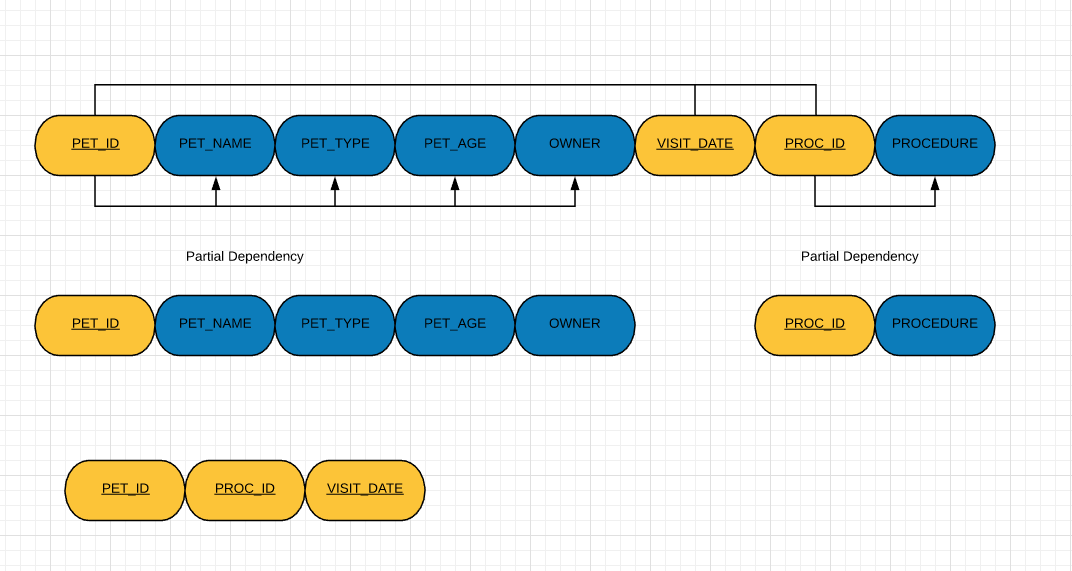 PET_ID PET_NAME PET_TYPE PET_AGE OWNER VISIT_DATE PROC_ID PROCEDURE
Partial Dependency Partial Dependency
PET_ID PET_NAME PET_TYPE PET_AGE OWNER PROC_ID PROCEDURE
PET_ID PROC_ID VISIT_DATE